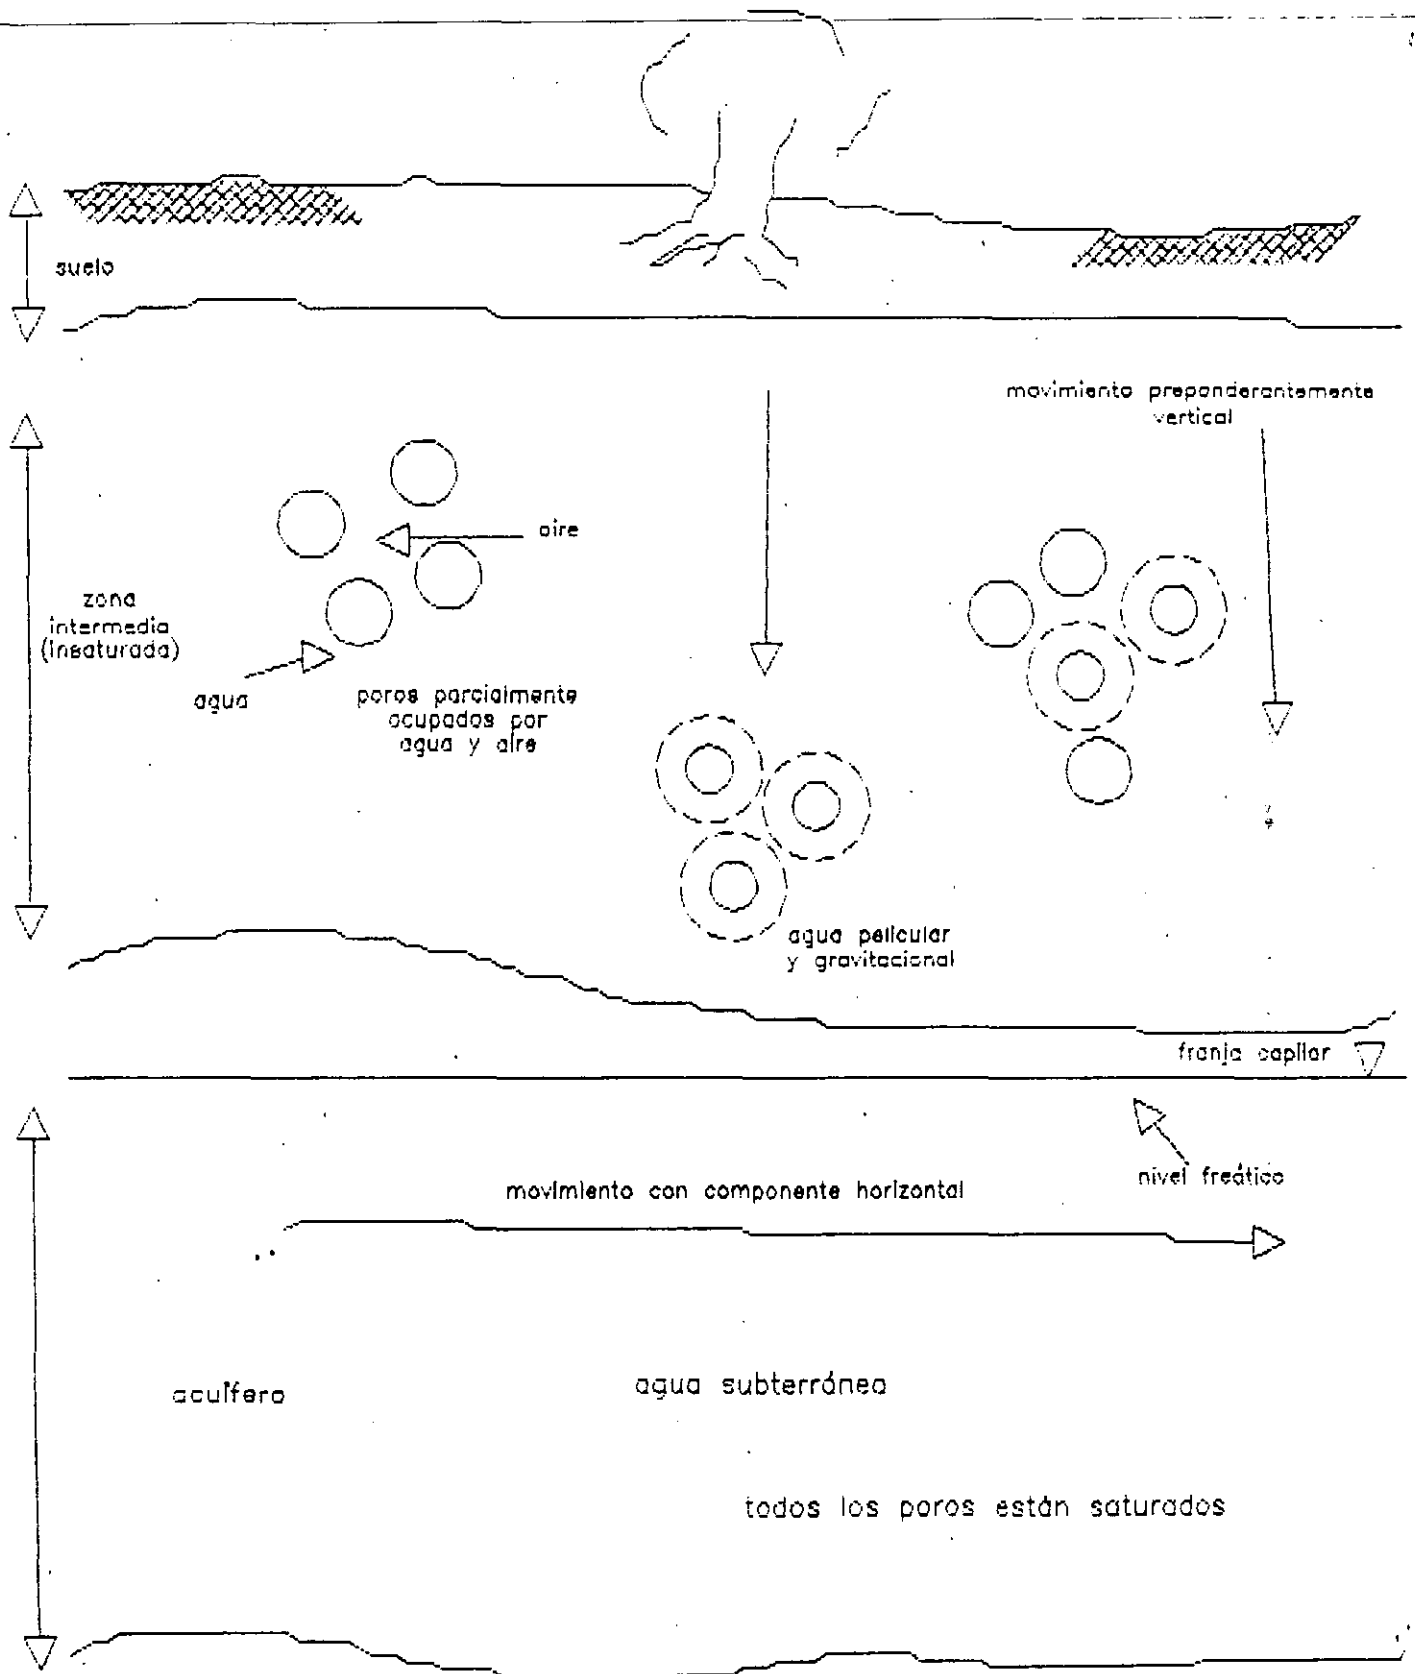 suelo
movimiento preponderantemente
vertical
aire
zona
intermedia
(insaturada)
agua
poros parcialmente
ocupados por
agua y aire
agua pelicular
y gravitacional
franja capilar
nivel freático
movimiento con componente horizontal
acuífero
agua subterránea
todos los poros están saturados